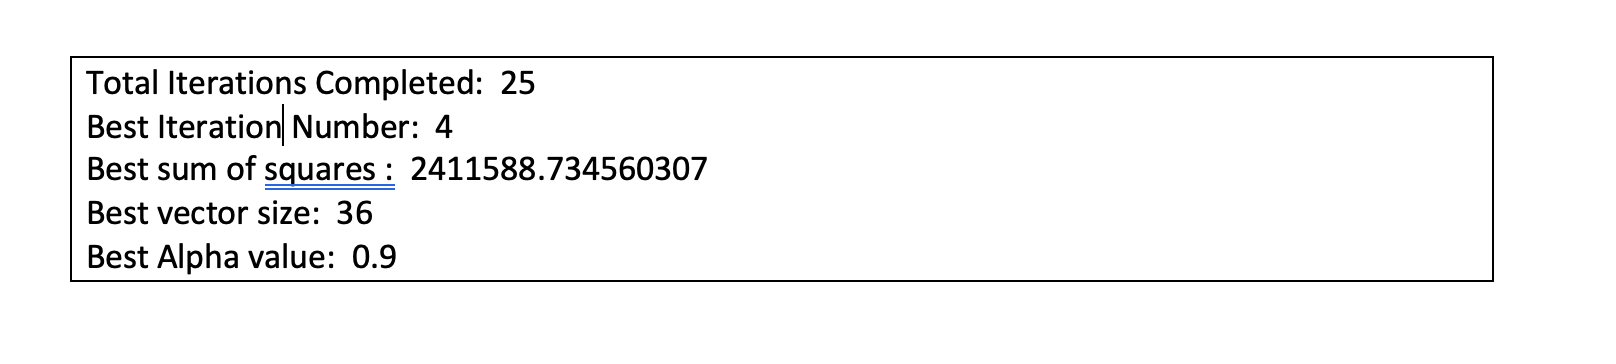 Total Iterations Completed:  25
Best Iteration Number:  4
Best sum of squares :  2411588.734560307
Best vector size:  36
Best Alpha value:  0.9